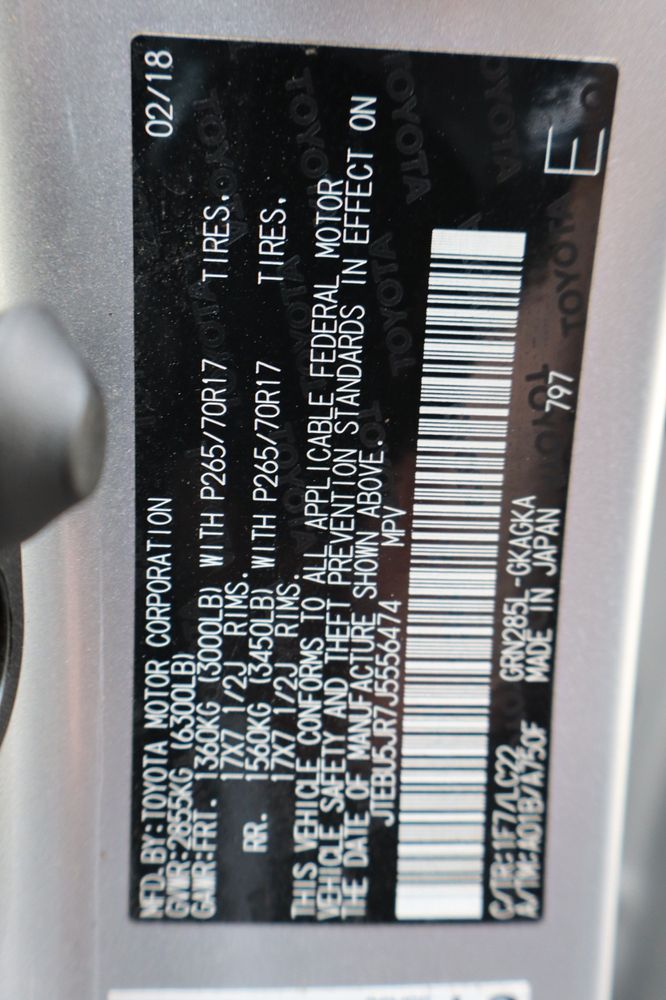 MFD. BY: TOYOTA MOTOR CORPORATION 02/18
GVWR: 2855KG (6300LB)
GAWR: FRT. 1360KG (3000LB) WITH P265/70R17 TIRES.
17X7 1/2J RIMS.
RR. 1560KG (3450LB) WITH P265/70R17 TIRES.
17X7 1/2J RIMS.
THIS VEHICLE CONFORMS TO ALL APPLICABLE FEDERAL MOTOR
VEHICLE SAFETY AND THEFT PREVENTION STANDARDS IN EFFECT ON
THE DATE OF MANUFACTURE SHOWN ABOVE.
JTEBU5JR7J5556474 MPV
C/TR: 1F7/LC22 GRN285L-GKAGKA
A/TM: A01B/A750F MADE IN JAPAN 797
E
TOYOTA